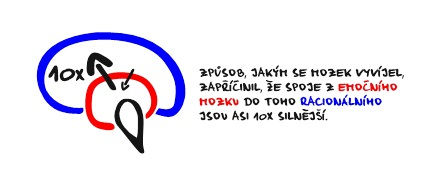 10x
ZPŮSOB, JAKÝM SE MOZEK VYVÍJEL,
ZAPŘÍČINIL, ŽE SPOJE Z EMOČNÍHO
MOZKU DO TOHO RACIONÁLNÍHO
JSOU ASI 10X SILNĚJŠÍ.